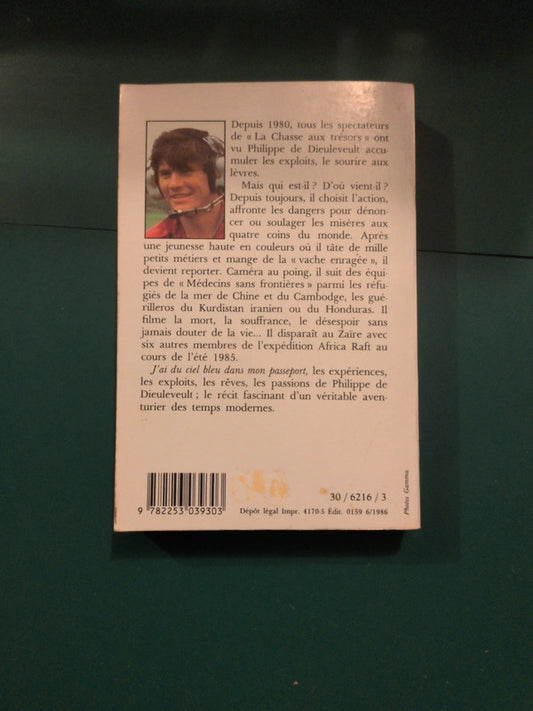 Depuis 1980, tous les spectateurs
de « La Chasse aux trésors » ont
vu Philippe de Dieuleveult accu-
muler les exploits, le sourire aux
lèvres.
Mais qui est-il ? D'où vient-il ?
Depuis toujours, il choisit l'action,
affronte les dangers pour dénon-
cer ou soulager les misères aux
quatre coins du monde. Après
une jeunesse haute en couleurs où il tâte de mille
petits métiers et mange de la « vache enragée », il
devient reporter. Caméra au poing, il suit des équi-
pes de « Médecins sans frontières » parmi les réfu-
giés de la mer de Chine et du Cambodge, les gué-
rilleros du Kurdistan iranien ou du Honduras. Il
filme la mort, la souffrance, le désespoir sans
jamais douter de la vie... Il disparaît au Zaïre avec
six autres membres de l'expédition Africa Raft au
cours de l'été 1985.
J'ai du ciel bleu dans mon passeport, les expériences,
les exploits, les rêves, les passions de Philippe de
Dieuleveult ; le récit fascinant d'un véritable aven-
turier des temps modernes.
9 782253 039303
30 / 6216 / 3
Dépôt légal Impr. 4170-5 Édit. 0159 6/1986
Photos Gamma.